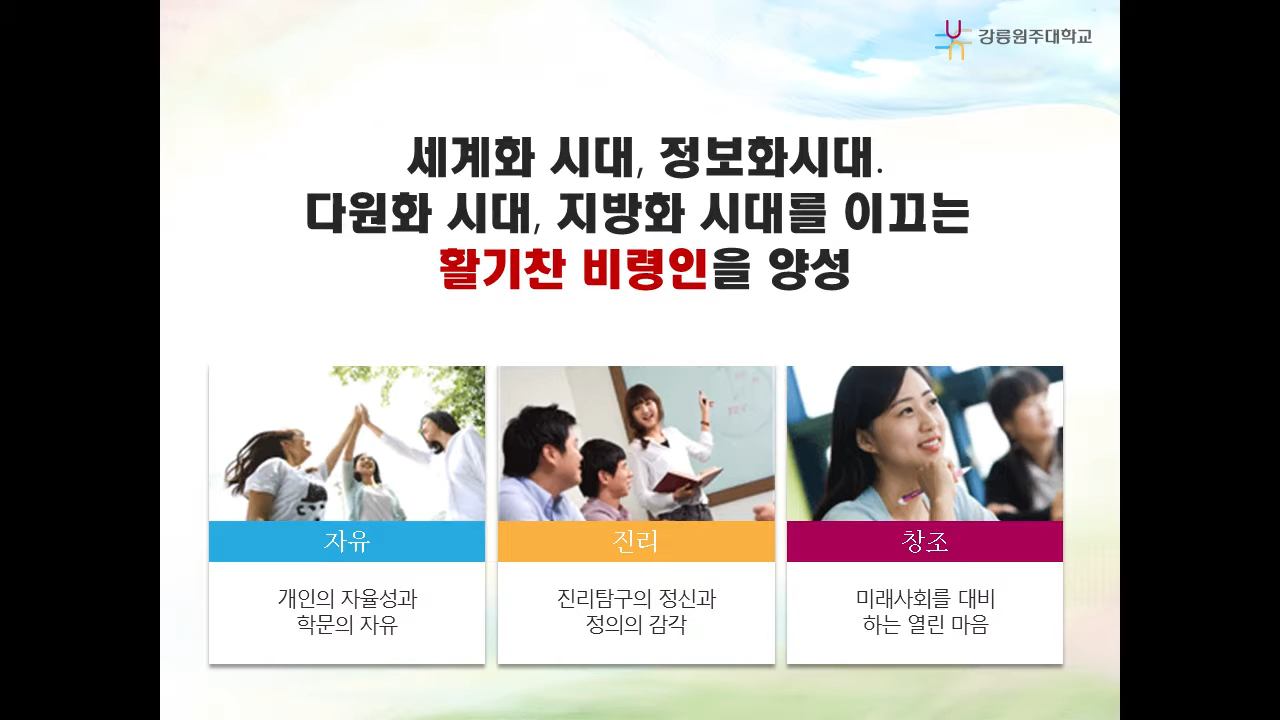 강릉원주대학교
세계화 시대, 정보화시대.
다원화 시대, 지방화 시대를 이끄는
활기찬 비령인을 양성
자유
개인의 자율성과
학문의 자유
진리
진리탐구의 정신과
정의의 감각
창조
미래사회를 대비
하는 열린 마음